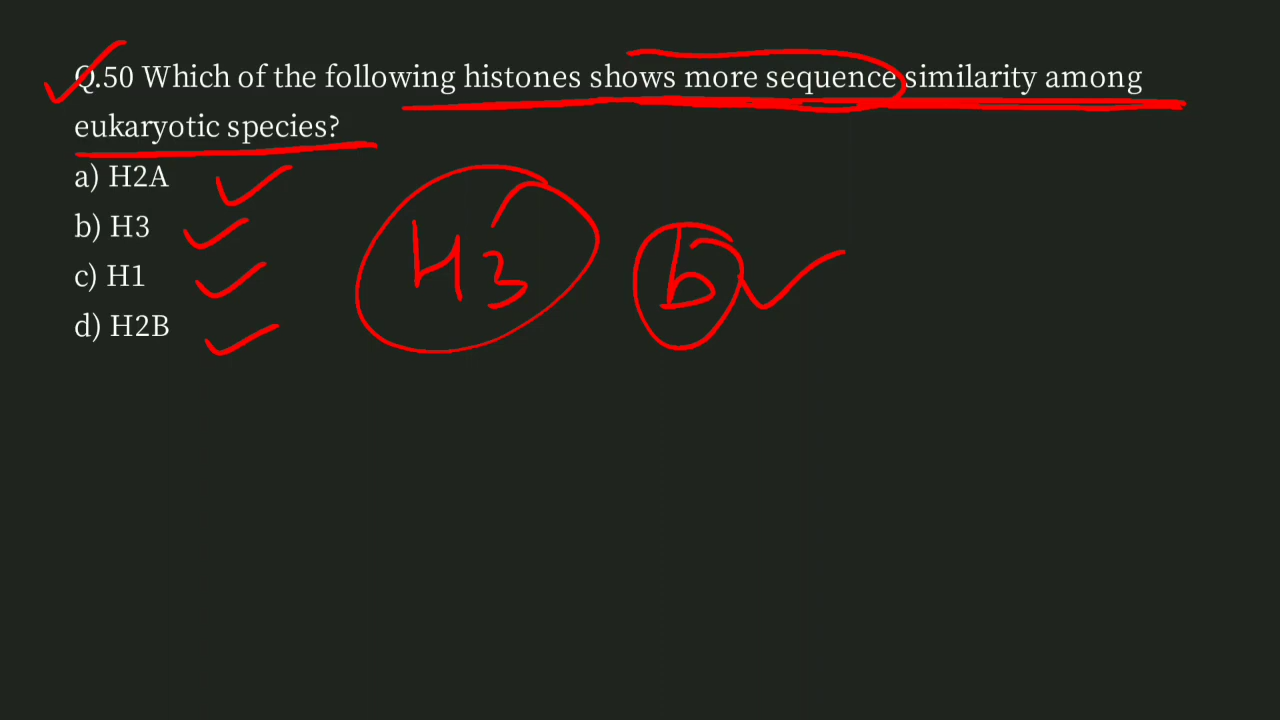 Q.50 Which of the following histones shows more sequence similarity among
eukaryotic species?
a) H2A
b) H3
c) H1
d) H2B
H3 b